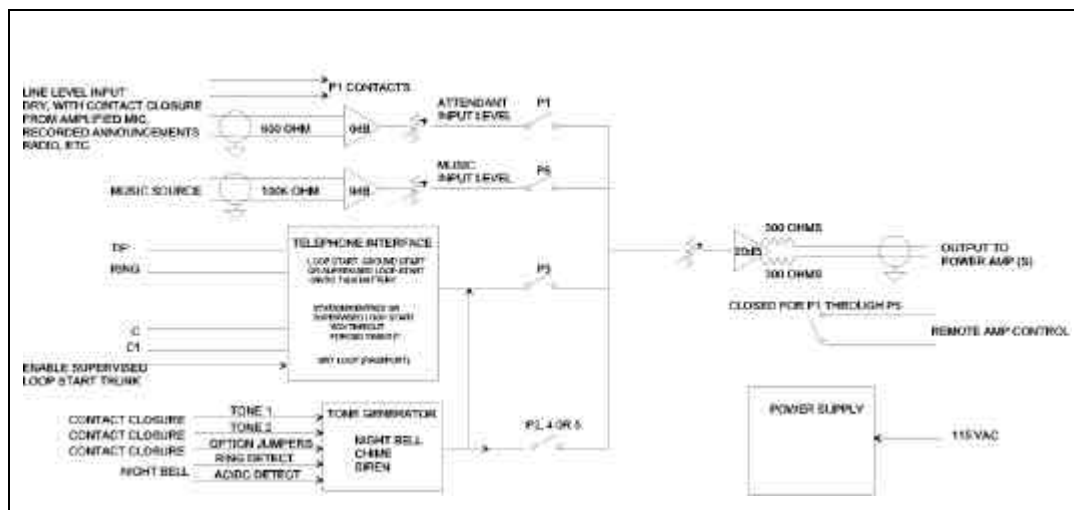 LINE LEVEL INPUT
DRY, WITH CONTACT CLOSURE
FROM AMPLIFIED MIC,
RECORDED ANNOUNCEMENTS
RADIO, ETC
P1 CONTACTS
600 OHM
0dB
ATTENDANT
INPUT LEVEL
P1
MUSIC SOURCE
100K OHM
MUSIC
INPUT LEVEL
P6
TIP
RING
C
C1
ENABLE SUPERVISED
LOOP START TRUNK
TELEPHONE INTERFACE
LOOP START, GROUND START
OR SUPERVISED LOOP START
P3
300 OHMS
20dB
300 OHMS
OUTPUT TO
POWER AMP (S)
CLOSED FOR P1 THROUGH P5
REMOTE AMP CONTROL
CONTACT CLOSURE
CONTACT CLOSURE
CONTACT CLOSURE
NIGHT BELL
TONE 1
TONE 2
OPTION JUMPERS
RING DETECT
AC/DC DETECT
TONE GENERATOR
NIGHT BELL
CHIME
SIREN
P2, 4 OR 5
POWER SUPPLY
115 VAC